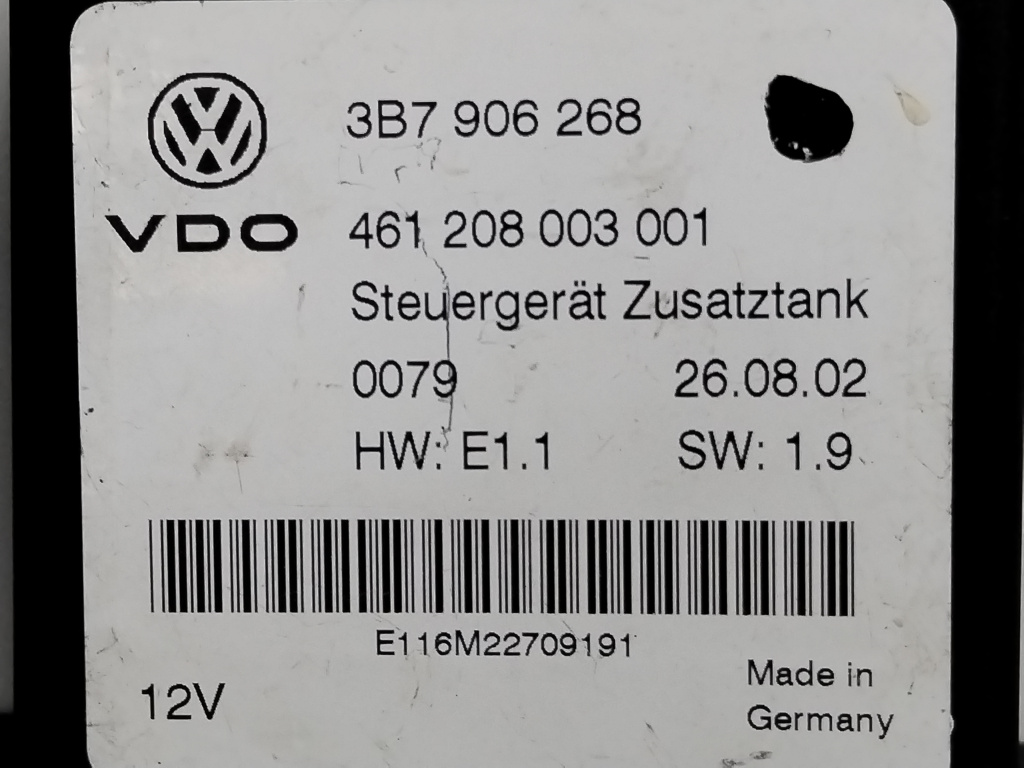 3B7 906 268
VDO 461 208 003 001
Steuergerät Zusatztank
0079 26.08.02
HW: E1.1 SW: 1.9
E116M22709191
12V
Made in
Germany